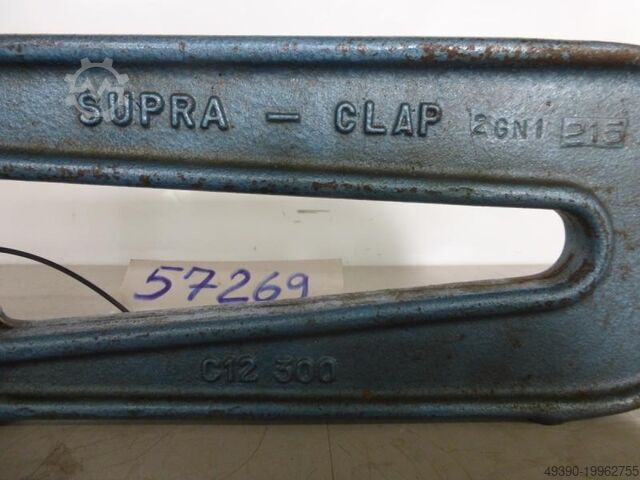 SUPRA - CLAP 2GN1 215
57269
C12 300
49390-19962755